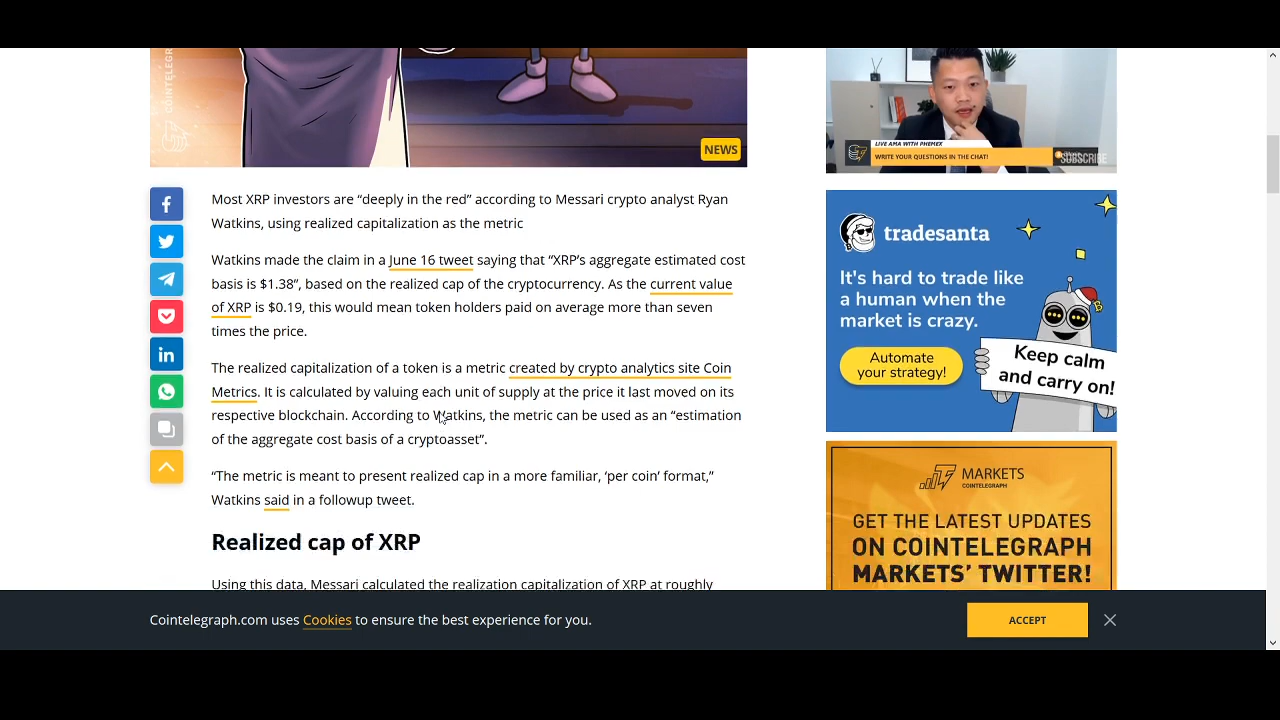 COINTELEGRAPH
NEWS
Most XRP investors are “deeply in the red” according to Messari crypto analyst Ryan
Watkins, using realized capitalization as the metric
Watkins made the claim in a June 16 tweet saying that “XRP’s aggregate estimated cost
basis is $1.38”, based on the realized cap of the cryptocurrency. As the current value
of XRP is $0.19, this would mean token holders paid on average more than seven
times the price.
The realized capitalization of a token is a metric created by crypto analytics site Coin
Metrics. It is calculated by valuing each unit of supply at the price it last moved on its
respective blockchain. According to Watkins, the metric can be used as an “estimation
of the aggregate cost basis of a cryptoasset”.
“The metric is meant to present realized cap in a more familiar, ‘per coin’ format,”
Watkins said in a followup tweet.
Realized cap of XRP
Using this data, Messari calculated the realization capitalization of XRP at roughly
LIVE AMA WITH PHEMEX
WRITE YOUR QUESTIONS IN THE CHAT!
SUBSCRIBE
tradesanta
It's hard to trade like
a human when the
market is crazy.
Automate
your strategy!
Keep calm
and carry on!
MARKETS
COINTELEGRAPH
GET THE LATEST UPDATES
ON COINTELEGRAPH
MARKETS’ TWITTER!
Cointelegraph.com uses Cookies to ensure the best experience for you.
ACCEPT